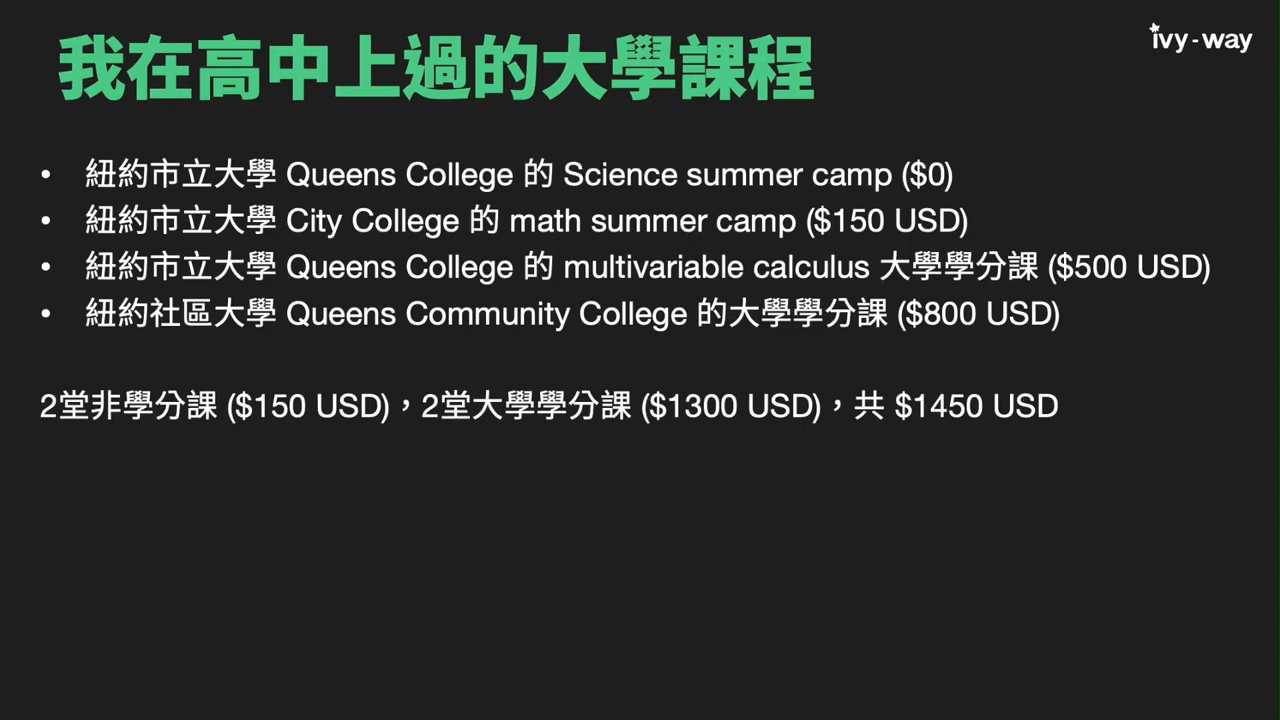 我在高中上過的大學課程
ivy-way
• 紐約市立大學 Queens College 的 Science summer camp ($0)
• 紐約市立大學 City College 的 math summer camp ($150 USD)
• 紐約市立大學 Queens College 的 multivariable calculus 大學學分課 ($500 USD)
• 紐約社區大學 Queens Community College 的大學學分課 ($800 USD)
2堂非學分課 ($150 USD)，2堂大學學分課 ($1300 USD)，共 $1450 USD